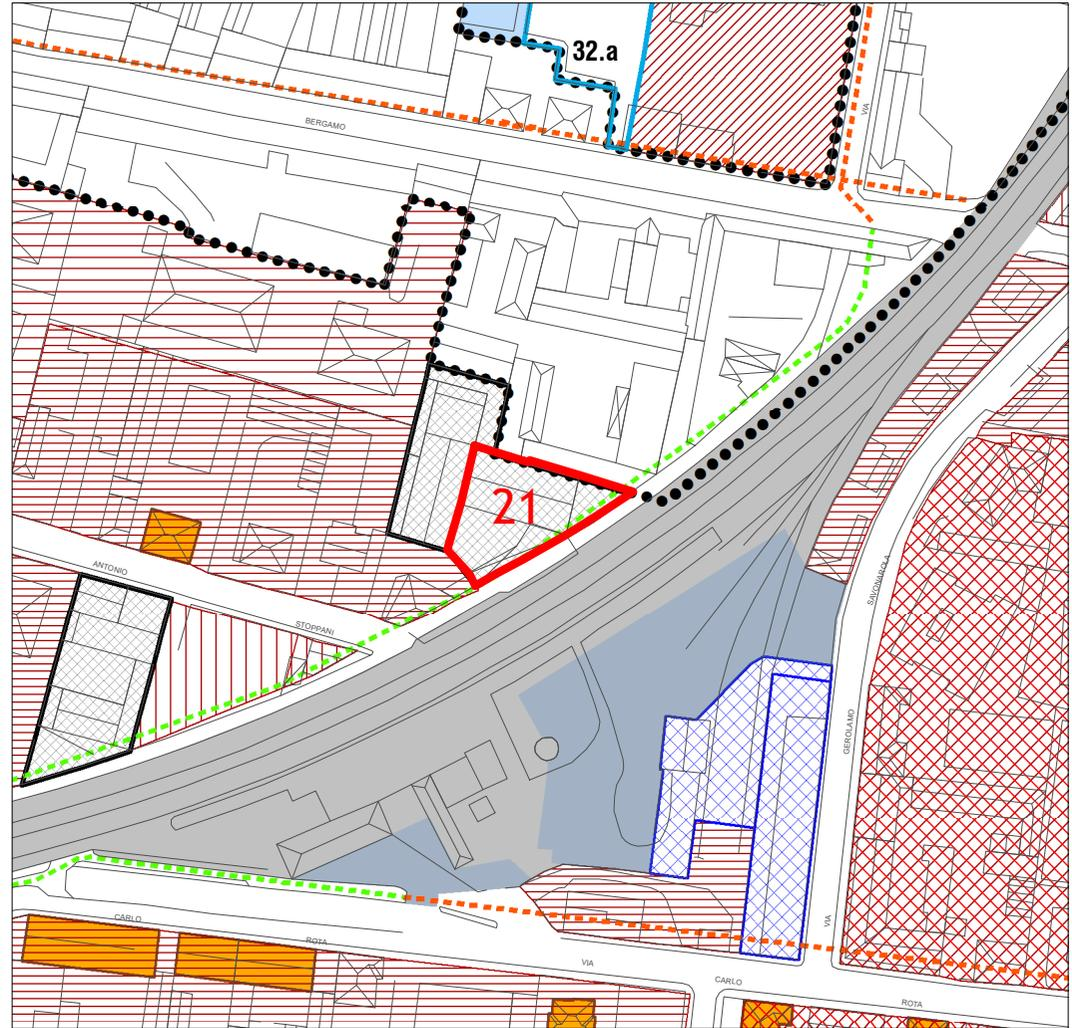 32.a
VIA
BERGAMO
21
ANTONIO
STOPPANI
SAVONAROLA
GEROLAMO
VIA
CARLO
ROTA
VIA
CARLO
ROTA